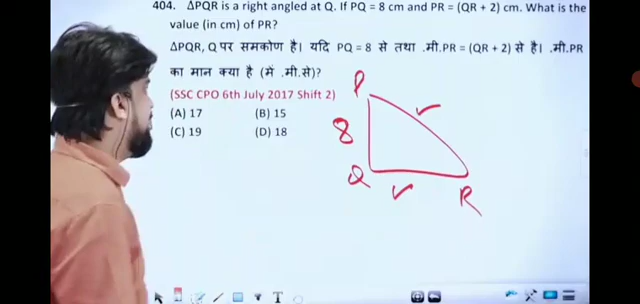 404. ΔPQR is a right angled at Q. If PQ = 8 cm and PR = (QR + 2) cm. What is the
value (in cm) of PR?
ΔPQR, Q पर समकोण है। यदि PQ = 8 से तथा .मी.PR = (QR + 2) से है। .मी.PR
का मान क्या है (में .मी.से)?
(SSC CPO 6th July 2017 Shift 2)
(A) 17 (B) 15
(C) 19 (D) 18
P
8
Q
R
T